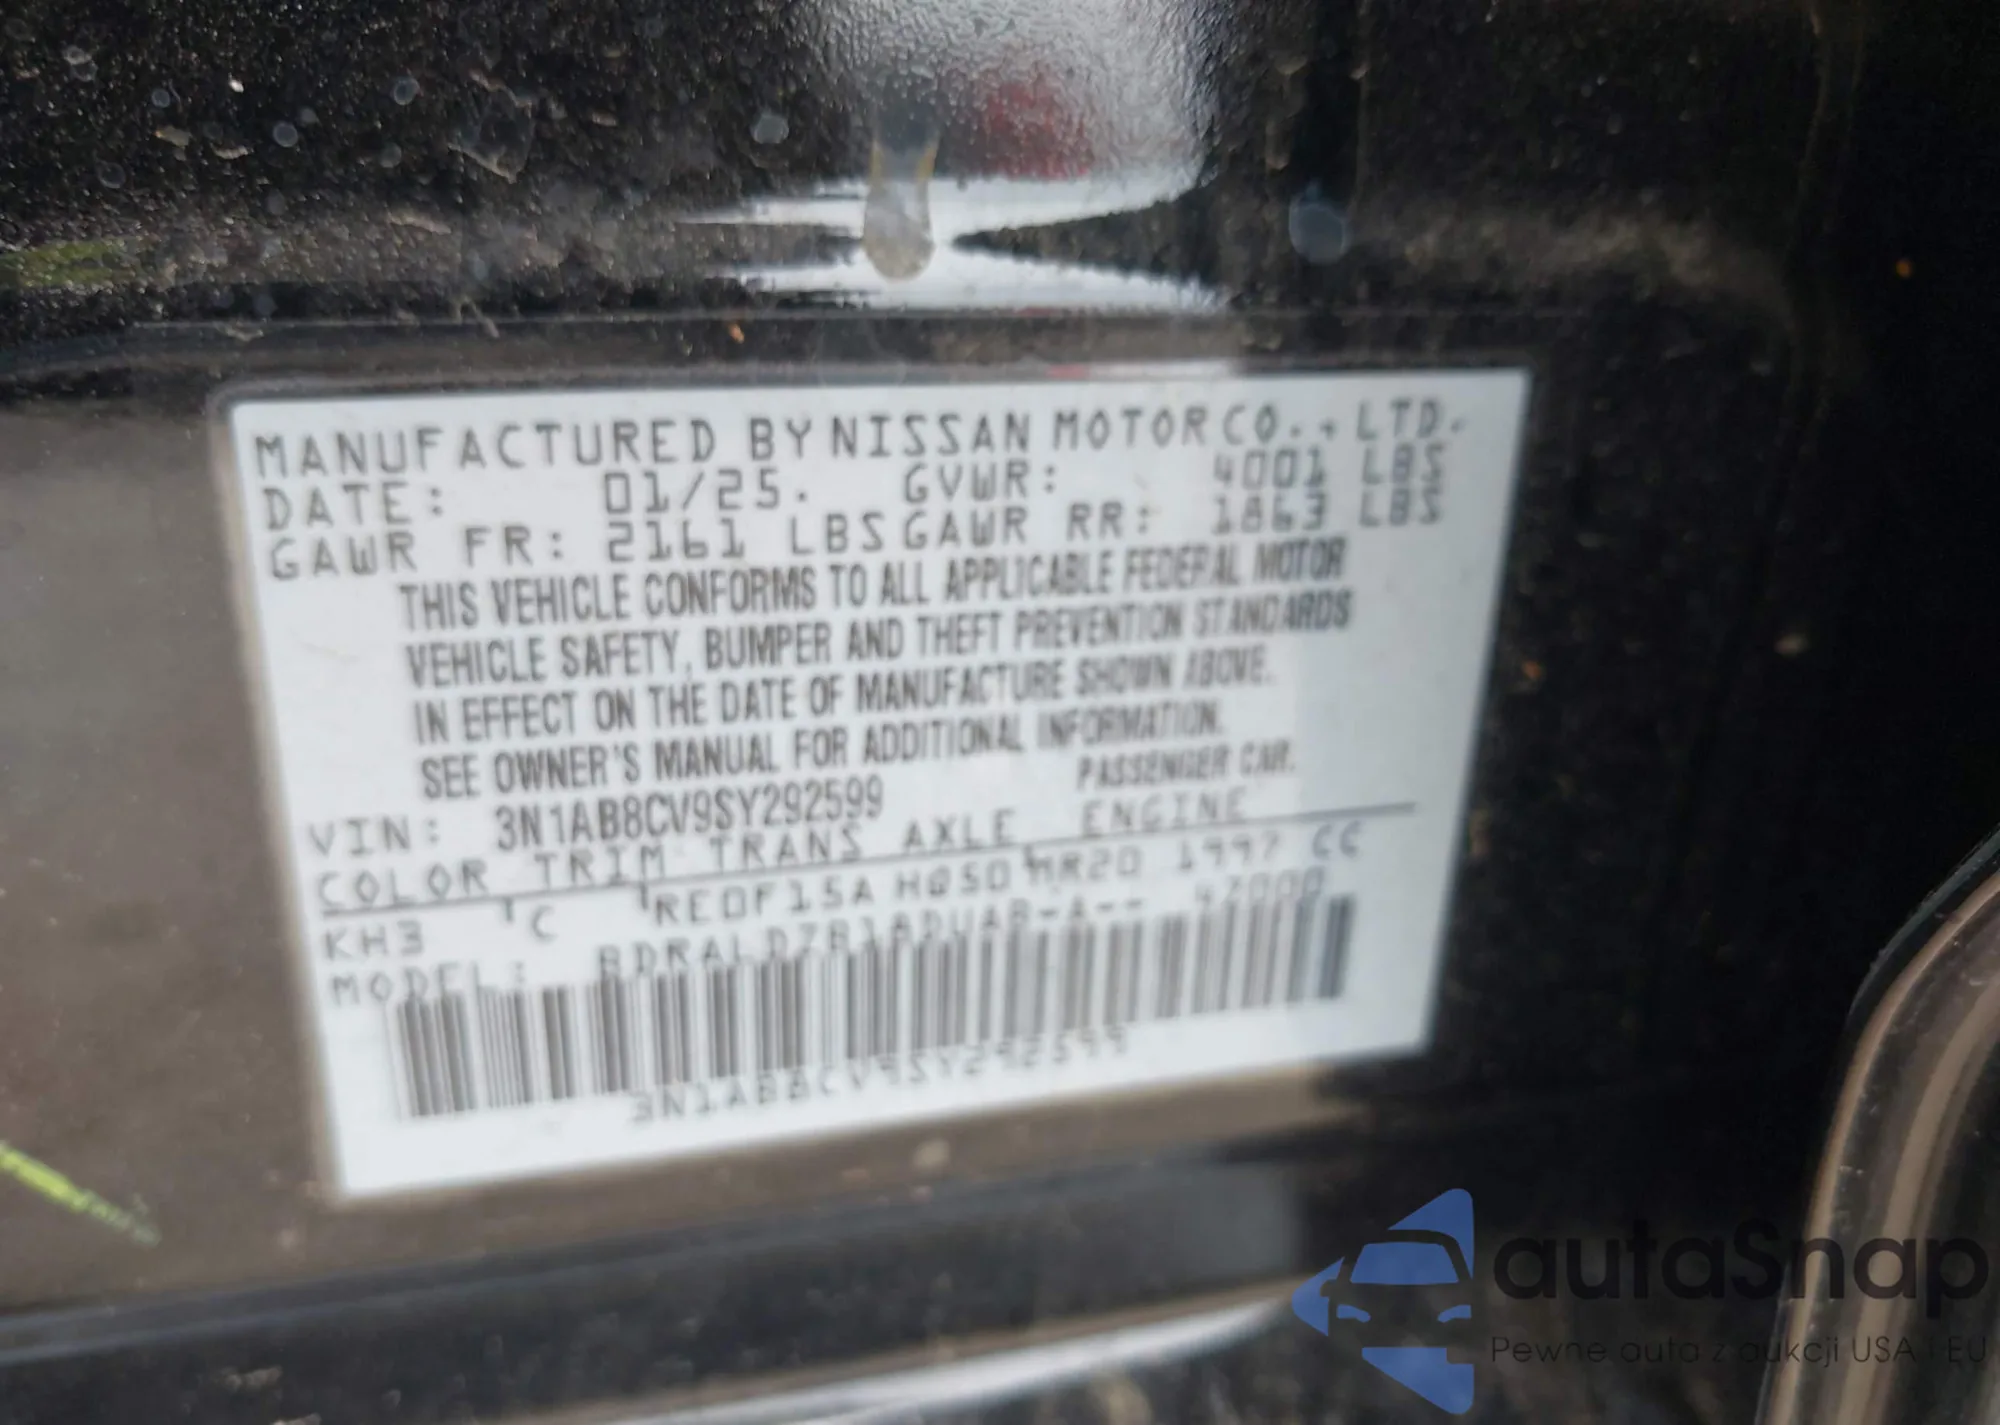 MANUFACTURED BY NISSAN MOTOR CO., LTD.
DATE: 01/25. GVWR: 4001 LBS
GAWR FR: 2161 LBS GAWR RR: 1863 LBS
THIS VEHICLE CONFORMS TO ALL APPLICABLE FEDERAL MOTOR
VEHICLE SAFETY, BUMPER AND THEFT PREVENTION STANDARDS
IN EFFECT ON THE DATE OF MANUFACTURE SHOWN ABOVE.
SEE OWNER'S MANUAL FOR ADDITIONAL INFORMATION.
PASSENGER CAR.
VIN: 3N1AB8CV9SY292599
COLOR TRIM TRANS AXLE ENGINE
KH3 C RE0F15A HQ50 MR20 1997 CC
MODEL: 47000
3N1AB8CV9SY292599
autaSnap
Pewne auta z aukcji USA i EU